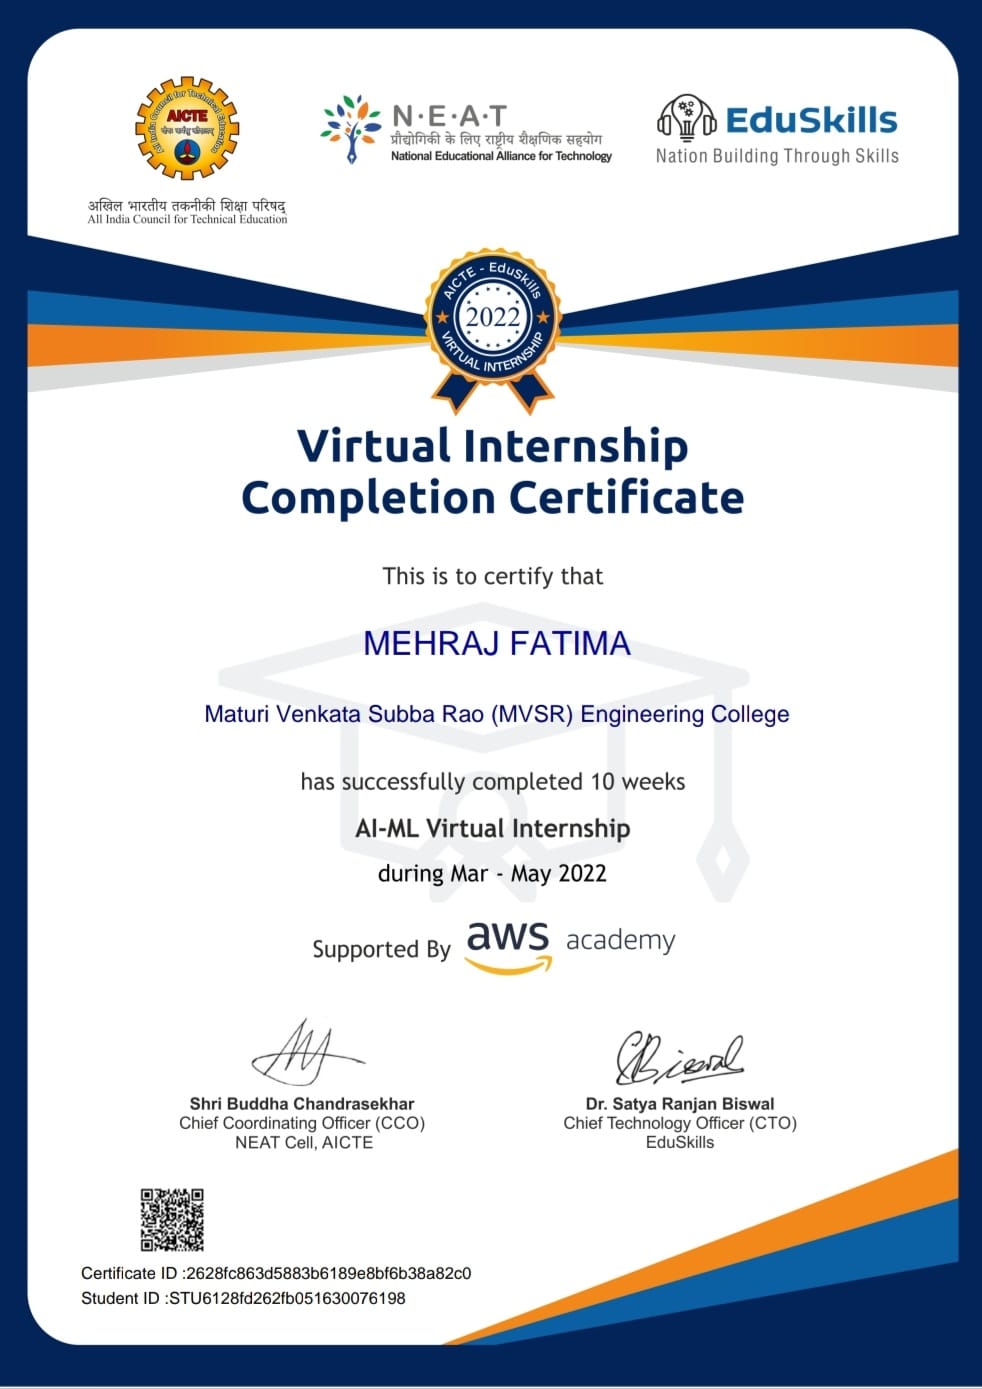 All India Council for Technical Education
AICTE
अखिल भारतीय तकनीकी शिक्षा परिषद्
All India Council for Technical Education
N·E·A·T
प्रौद्योगिकी के लिए राष्ट्रीय शैक्षणिक सहयोग
National Educational Alliance for Technology
EduSkills
Nation Building Through Skills
AICTE - EduSkills
2022
VIRTUAL INTERNSHIP
Virtual Internship
Completion Certificate
This is to certify that
MEHRAJ FATIMA
Maturi Venkata Subba Rao (MVSR) Engineering College
has successfully completed 10 weeks
AI-ML Virtual Internship
during Mar - May 2022
Supported By aws academy
Biswal
Shri Buddha Chandrasekhar
Chief Coordinating Officer (CCO)
NEAT Cell, AICTE
Dr. Satya Ranjan Biswal
Chief Technology Officer (CTO)
EduSkills
Certificate ID :2628fc863d5883b6189e8bf6b38a82c0
Student ID :STU6128fd262fb051630076198